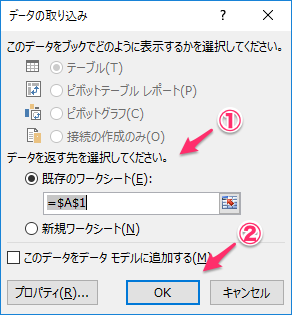 データの取り込み
このデータをブックでどのように表示するかを選択してください。
テーブル(T)
ピボットテーブル レポート(P)
ピボットグラフ(C)
接続の作成のみ(O)
①
データを返す先を選択してください。
既存のワークシート(E):
=$A$1
新規ワークシート(N)
②
このデータをデータ モデルに追加する(M)
プロパティ(R)... OK キャンセル